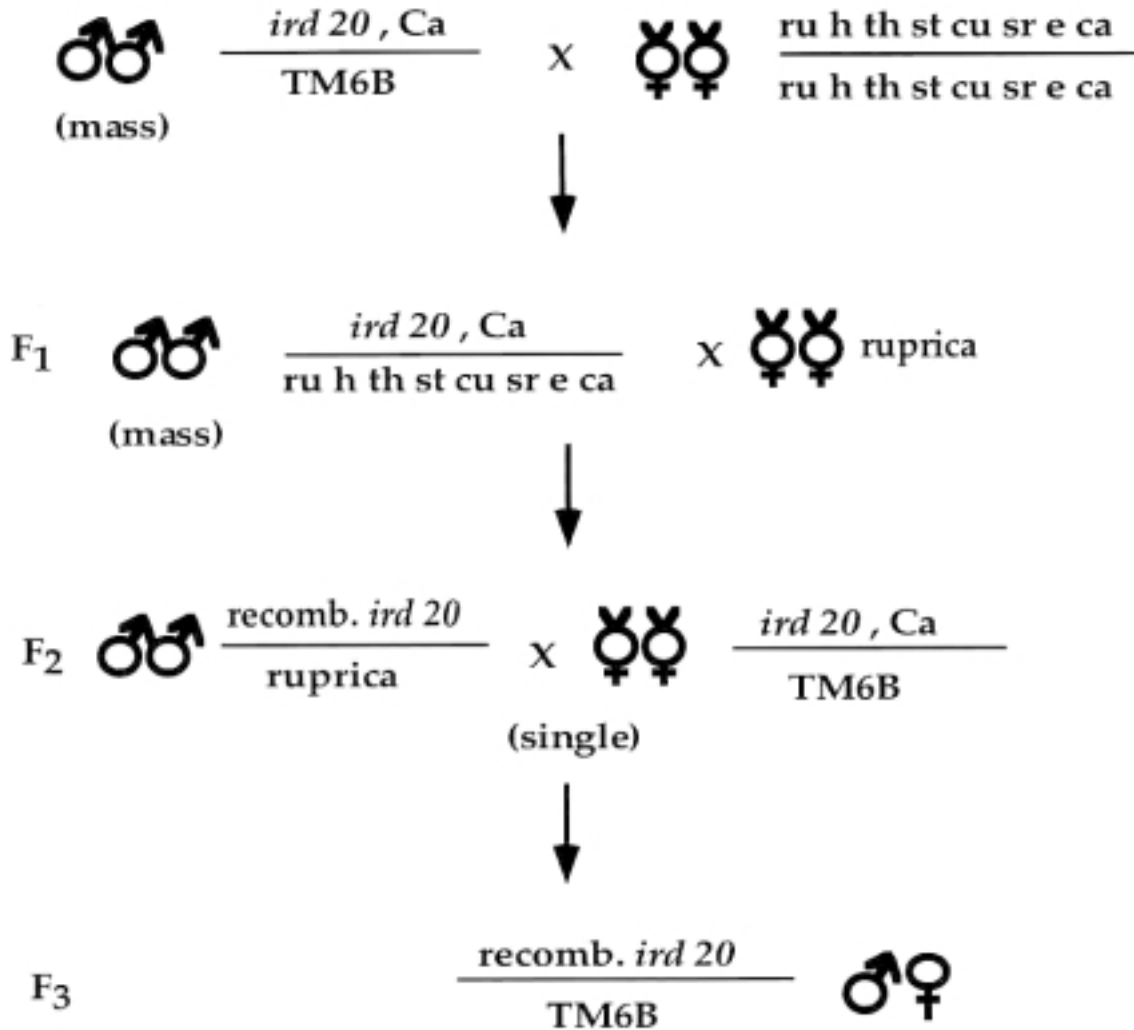 ird 20 , Ca
TM6B
(mass)
X
ru h th st cu sr e ca
ru h th st cu sr e ca
F1
ird 20 , Ca
ru h th st cu sr e ca
(mass)
X
ruprica
F2
recomb. ird 20
ruprica
X
ird 20 , Ca
TM6B
(single)
F3
recomb. ird 20
TM6B